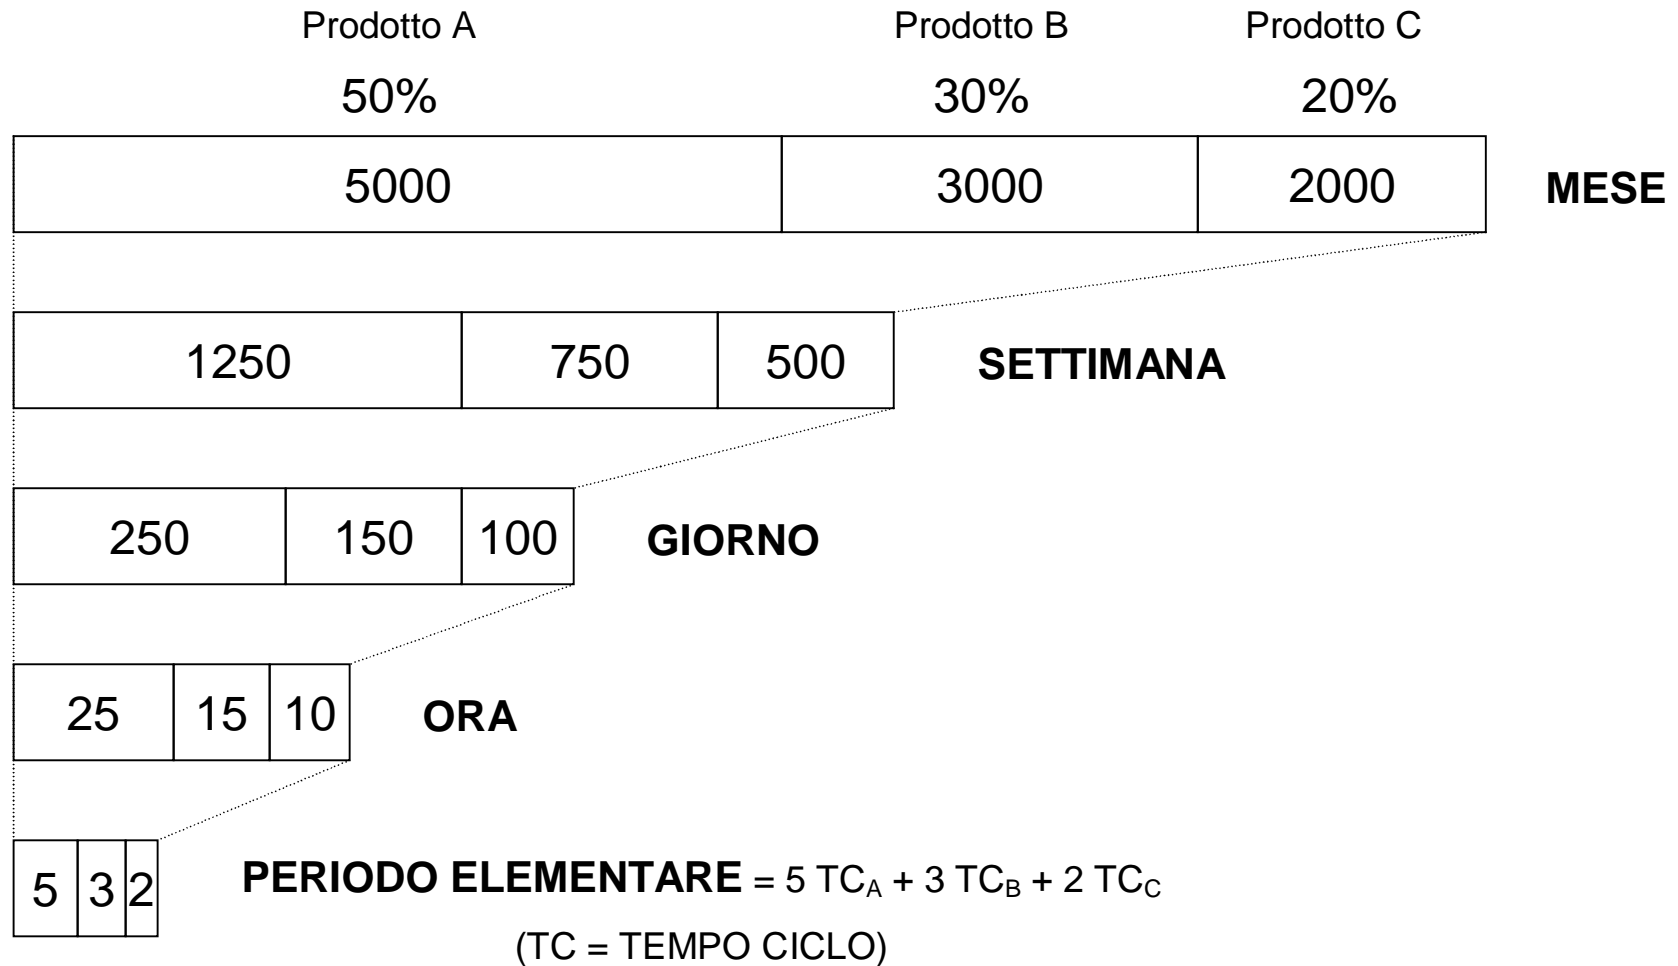 Prodotto A Prodotto B Prodotto C
50% 30% 20%
5000 3000 2000 MESE
1250 750 500 SETTIMANA
250 150 100 GIORNO
25 15 10 ORA
5 3 2 PERIODO ELEMENTARE = 5 TCA + 3 TCB + 2 TCC
(TC = TEMPO CICLO)